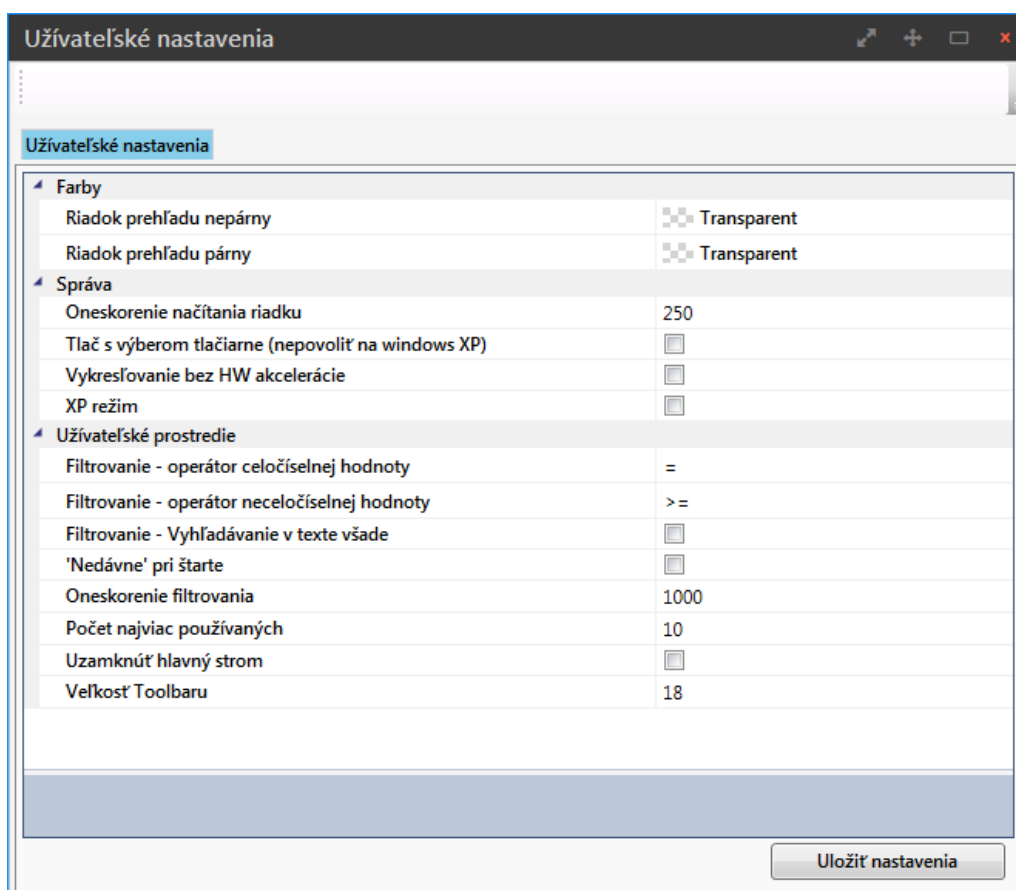 Užívateľské nastavenia
Užívateľské nastavenia
Farby
Riadok prehľadu nepárny Transparent
Riadok prehľadu párny Transparent
Správa
Oneskorenie načítania riadku 250
Tlač s výberom tlačiarne (nepovoliť na windows XP)
Vykresľovanie bez HW akcelerácie
XP režim
Užívateľské prostredie
Filtrovanie - operátor celočíselnej hodnoty =
Filtrovanie - operátor neceločíselnej hodnoty >=
Filtrovanie - Vyhľadávanie v texte všade
'Nedávne' pri štarte
Oneskorenie filtrovania 1000
Počet najviac používaných 10
Uzamknúť hlavný strom
Veľkosť Toolbaru 18
Uložiť nastavenia